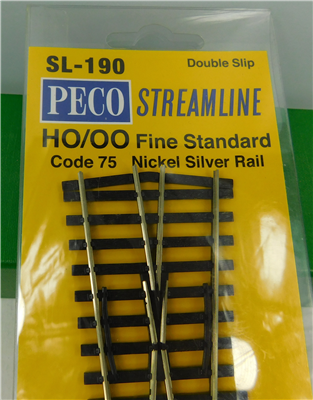 SL-190 Double Slip
PECO STREAMLINE
HO/OO Fine Standard
Code 75 Nickel Silver Rail